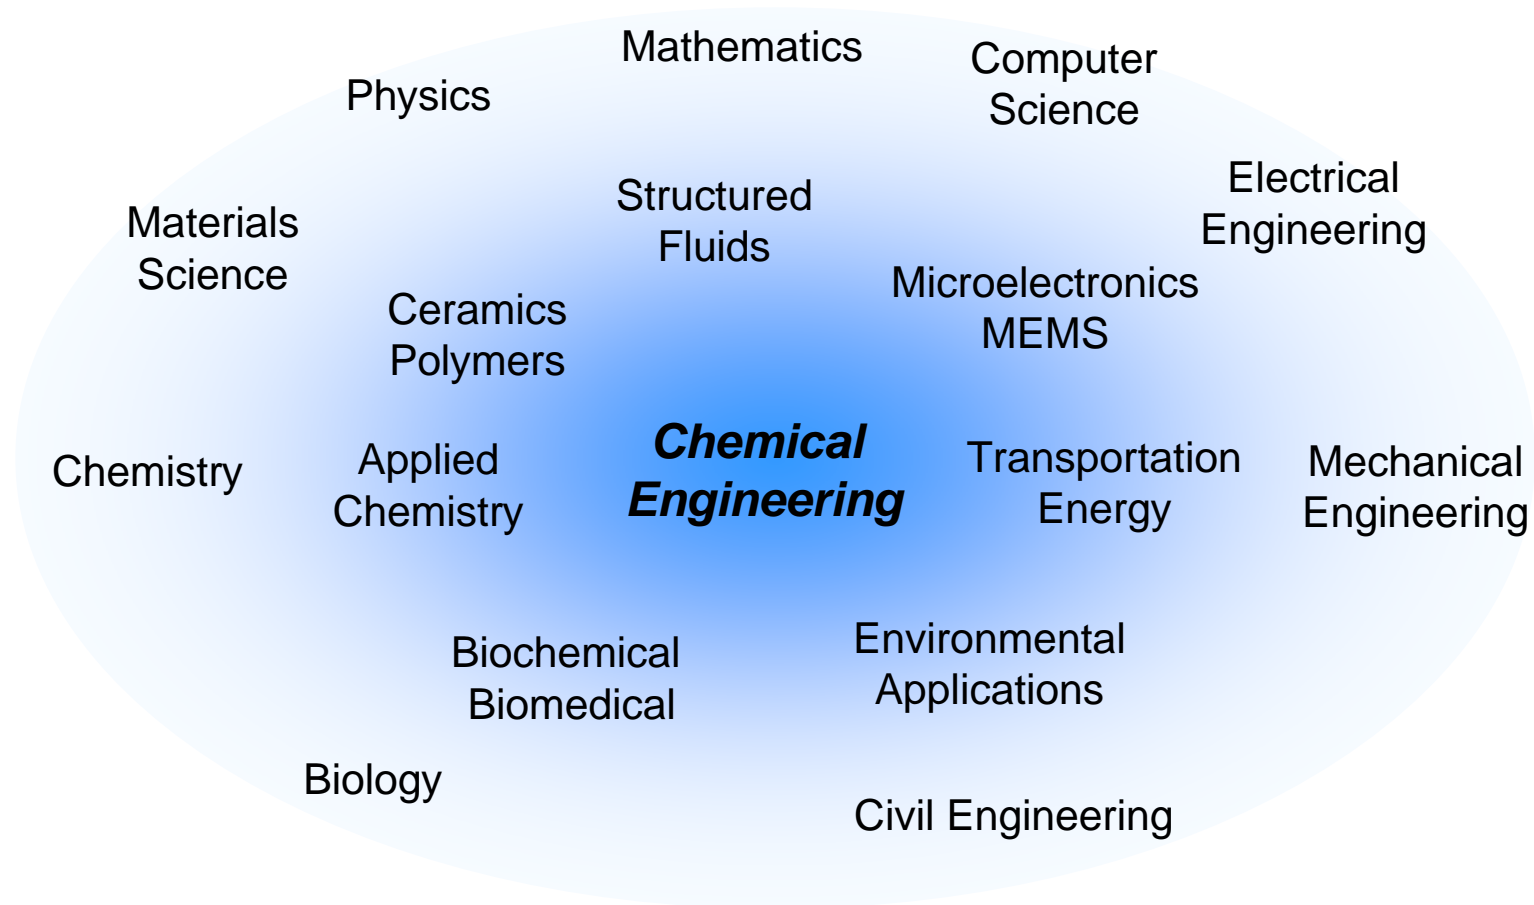 Mathematics
Computer
Science
Physics
Electrical
Engineering
Structured
Fluids
Materials
Science
Microelectronics
MEMS
Ceramics
Polymers
Chemical
Engineering
Chemistry
Applied
Chemistry
Transportation
Energy
Mechanical
Engineering
Biochemical
Biomedical
Environmental
Applications
Biology
Civil Engineering